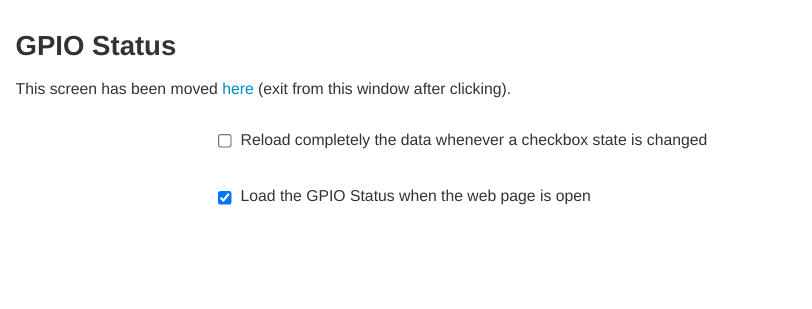 GPIO Status
This screen has been moved here (exit from this window after clicking).
Reload completely the data whenever a checkbox state is changed
Load the GPIO Status when the web page is open